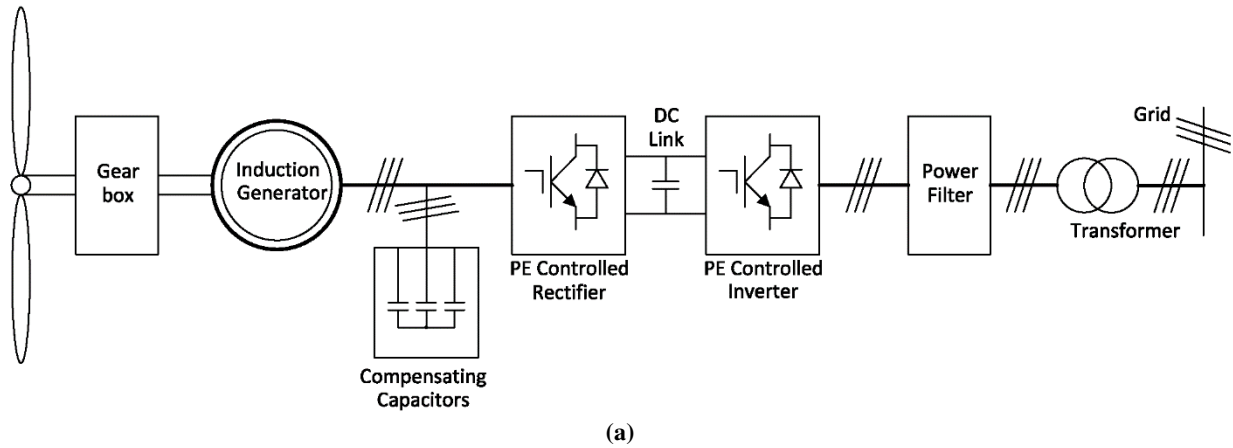 Gear
box
Induction
Generator
Compensating
Capacitors
PE Controlled
Rectifier
DC
Link
PE Controlled
Inverter
Power
Filter
Transformer
Grid
(a)